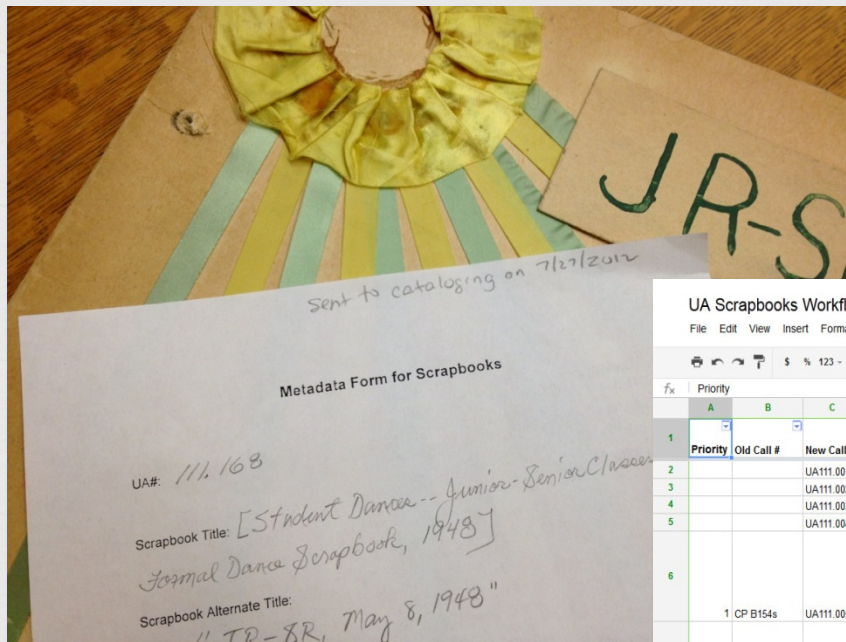 JR-S
Sent to cataloging on 7/27/2012
Metadata Form for Scrapbooks
UA#: 111.168
Scrapbook Title: [Student Dances -- Junior-Senior Classes
Formal Dance Scrapbook, 1948]
Scrapbook Alternate Title:
"JR-SR, May 8, 1948"
UA Scrapbooks Workfl
File Edit View Insert Forma
$ % 123
fx Priority
A B C
1 Priority Old Call # New Call
2 UA111.00
3 UA111.00
4 UA111.00
5 UA111.00
6 1 CP B154s UA111.00